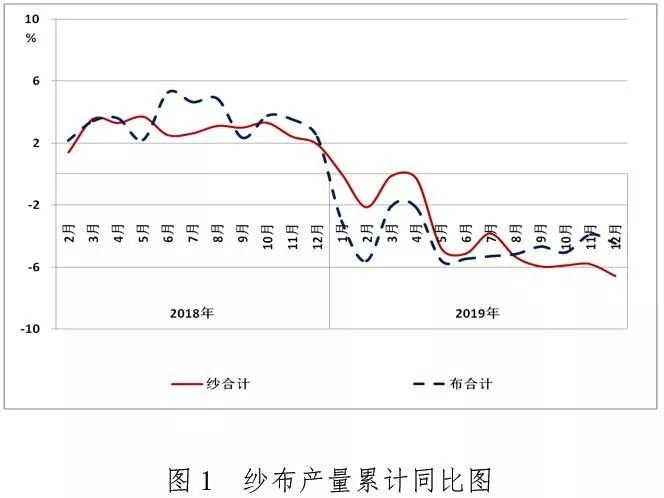 10
%
6
2
-2
-6
-10
2月 3月 4月 5月 6月 7月 8月 9月 10月 11月 12月 1月 2月 3月 4月 5月 6月 7月 8月 9月 10月 11月 12月
2018年 2019年
纱合计 布合计
图 1 纱布产量累计同比图